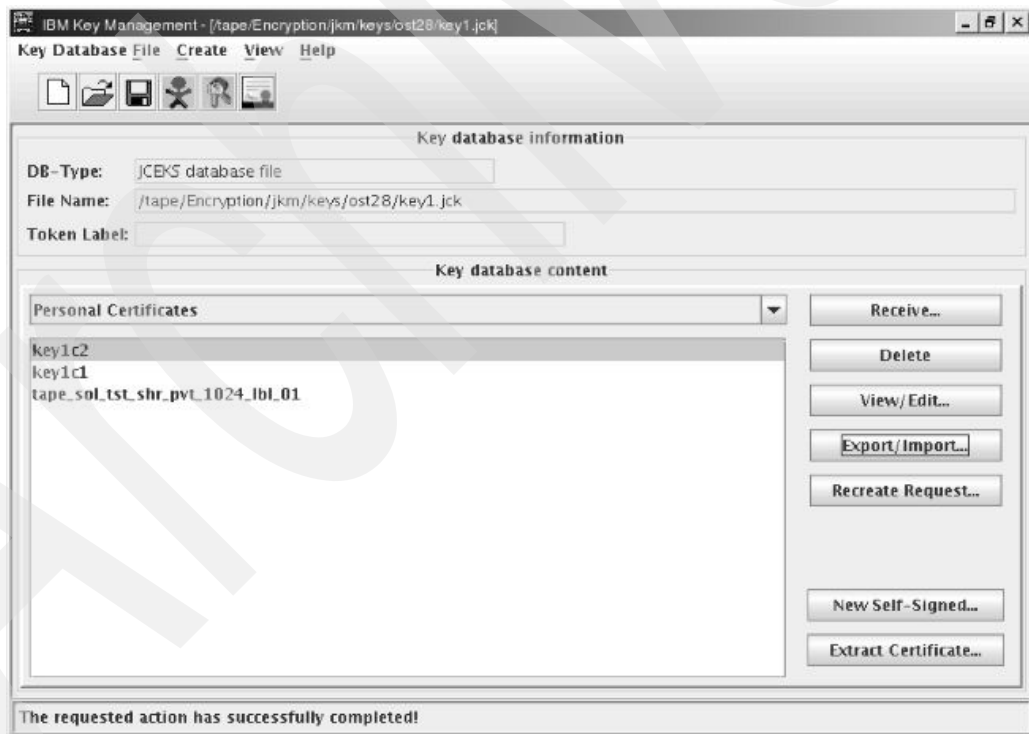 IBM Key Management - [/tape/Encryption/jkm/keys/ost28/key1.jck]
Key Database File Create View Help
Key database information
DB-Type: JCEKS database file
File Name: /tape/Encryption/jkm/keys/ost28/key1.jck
Token Label:
Key database content
Personal Certificates
Receive...
key1c2
Delete
key1c1
tape_sol_tst_shr_pvt_1024_lbl_01
View/Edit...
Export/Import...
Recreate Request...
New Self-Signed...
Extract Certificate...
The requested action has successfully completed!